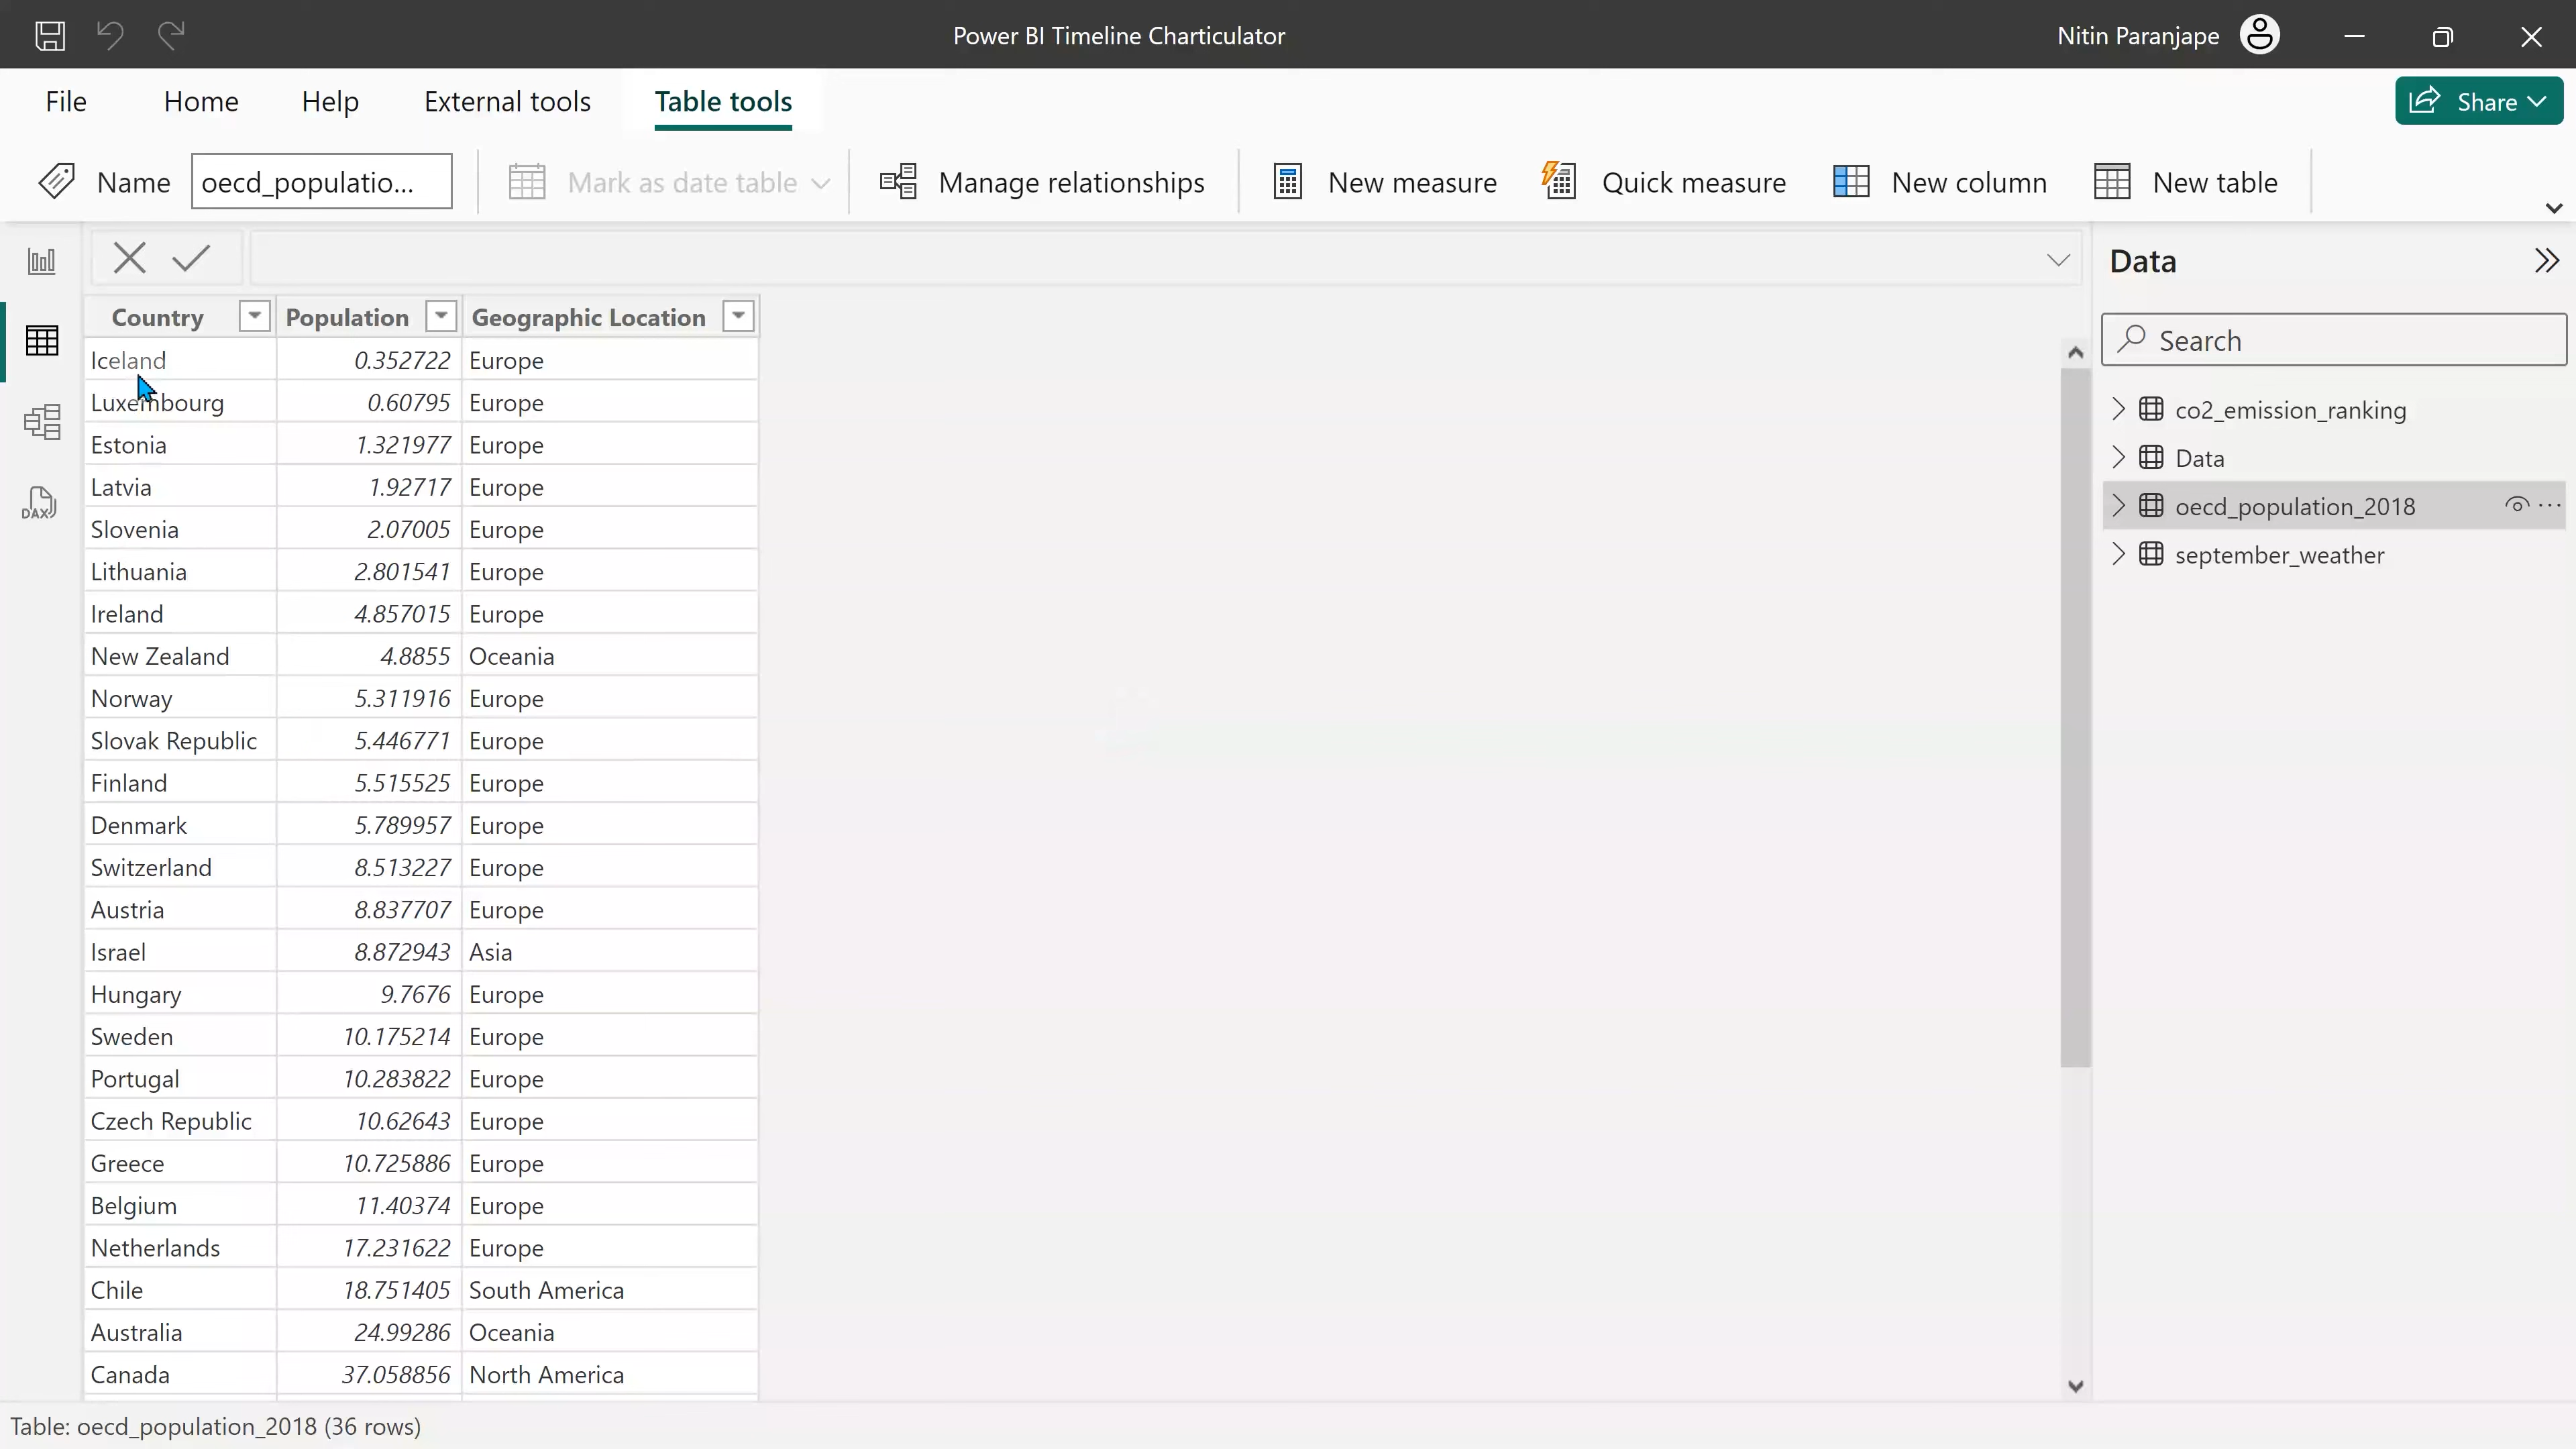 Power BI Timeline Charticulator
Nitin Paranjape
File Home Help External tools Table tools
Share
Name oecd_populatio... Mark as date table Manage relationships New measure Quick measure New column New table
Data
Search
co2_emission_ranking
Data
oecd_population_2018
september_weather
DAX
Country Population Geographic Location
Iceland 0.352722 Europe
Luxembourg 0.60795 Europe
Estonia 1.321977 Europe
Latvia 1.92717 Europe
Slovenia 2.07005 Europe
Lithuania 2.801541 Europe
Ireland 4.857015 Europe
New Zealand 4.8855 Oceania
Norway 5.311916 Europe
Slovak Republic 5.446771 Europe
Finland 5.515525 Europe
Denmark 5.789957 Europe
Switzerland 8.513227 Europe
Austria 8.837707 Europe
Israel 8.872943 Asia
Hungary 9.7676 Europe
Sweden 10.175214 Europe
Portugal 10.283822 Europe
Czech Republic 10.62643 Europe
Greece 10.725886 Europe
Belgium 11.40374 Europe
Netherlands 17.231622 Europe
Chile 18.751405 South America
Australia 24.99286 Oceania
Canada 37.058856 North America
Table: oecd_population_2018 (36 rows)